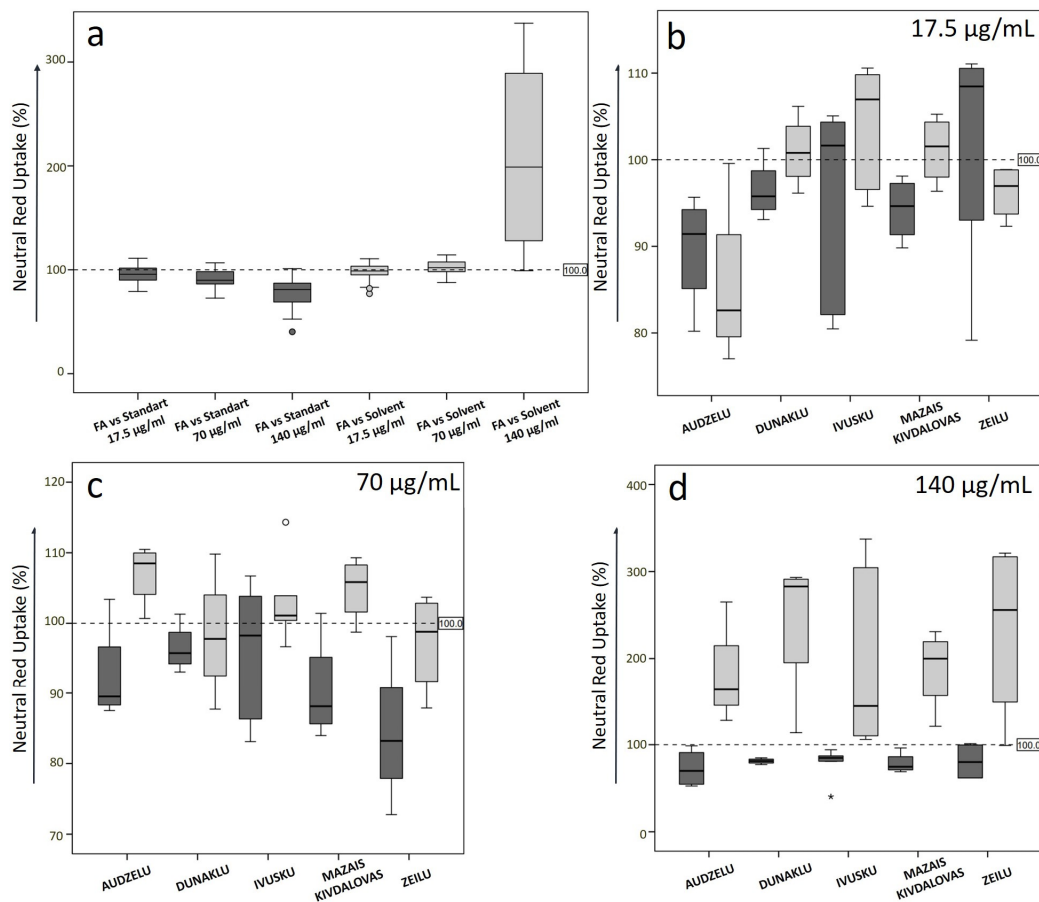 a
Neutral Red Uptake (%)
300
200
100
0
100.0
FA vs Standart
17.5 µg/ml
FA vs Standart
70 µg/ml
FA vs Standart
140 µg/ml
FA vs Solvent
17.5 µg/ml
FA vs Solvent
70 µg/ml
FA vs Solvent
140 µg/ml
b
17.5 µg/mL
Neutral Red Uptake (%)
110
100
90
80
100.0
AUDZELU
DUNAKLU
IVUSKU
MAZAIS
KIVDALOVAS
ZEILU
c
70 µg/mL
Neutral Red Uptake (%)
120
110
100
90
80
70
100.0
AUDZELU
DUNAKLU
IVUSKU
MAZAIS
KIVDALOVAS
ZEILU
d
140 µg/mL
Neutral Red Uptake (%)
400
300
200
100
0
100.0
AUDZELU
DUNAKLU
IVUSKU
MAZAIS
KIVDALOVAS
ZEILU